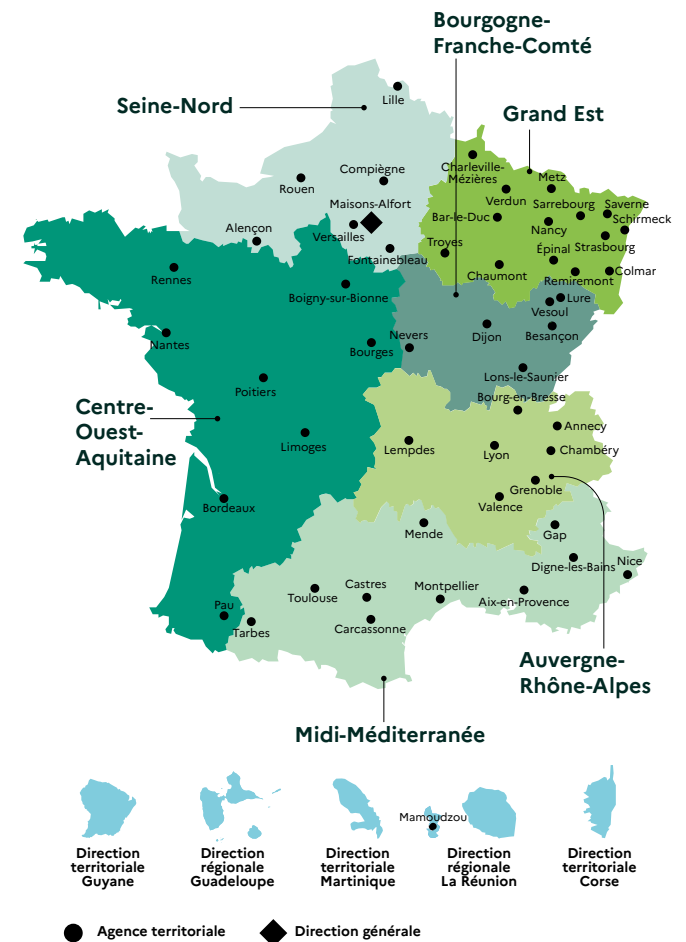 Bourgogne-
Franche-Comté
Seine-Nord
Grand Est
Lille
Compiègne
Charleville-
Mézières
Metz
Rouen
Verdun
Maisons-Alfort
Sarrebourg
Saverne
Bar-le-Duc
Schirmeck
Alençon
Versailles
Nancy
Troyes
Strasbourg
Fontainebleau
Épinal
Rennes
Chaumont
Remiremont
Colmar
Boigny-sur-Bionne
Lure
Vesoul
Nantes
Bourges
Nevers
Dijon
Besançon
Lons-le-Saunier
Poitiers
Bourg-en-Bresse
Centre-
Ouest-
Aquitaine
Annecy
Limoges
Lempdes
Lyon
Chambéry
Grenoble
Bordeaux
Valence
Mende
Gap
Nice
Digne-les-Bains
Toulouse
Castres
Montpellier
Aix-en-Provence
Pau
Tarbes
Carcassonne
Auvergne-
Rhône-Alpes
Midi-Méditerranée
Mamoudzou
Direction
territoriale
Guyane
Direction
régionale
Guadeloupe
Direction
territoriale
Martinique
Direction
régionale
La Réunion
Direction
territoriale
Corse
Agence territoriale
Direction générale